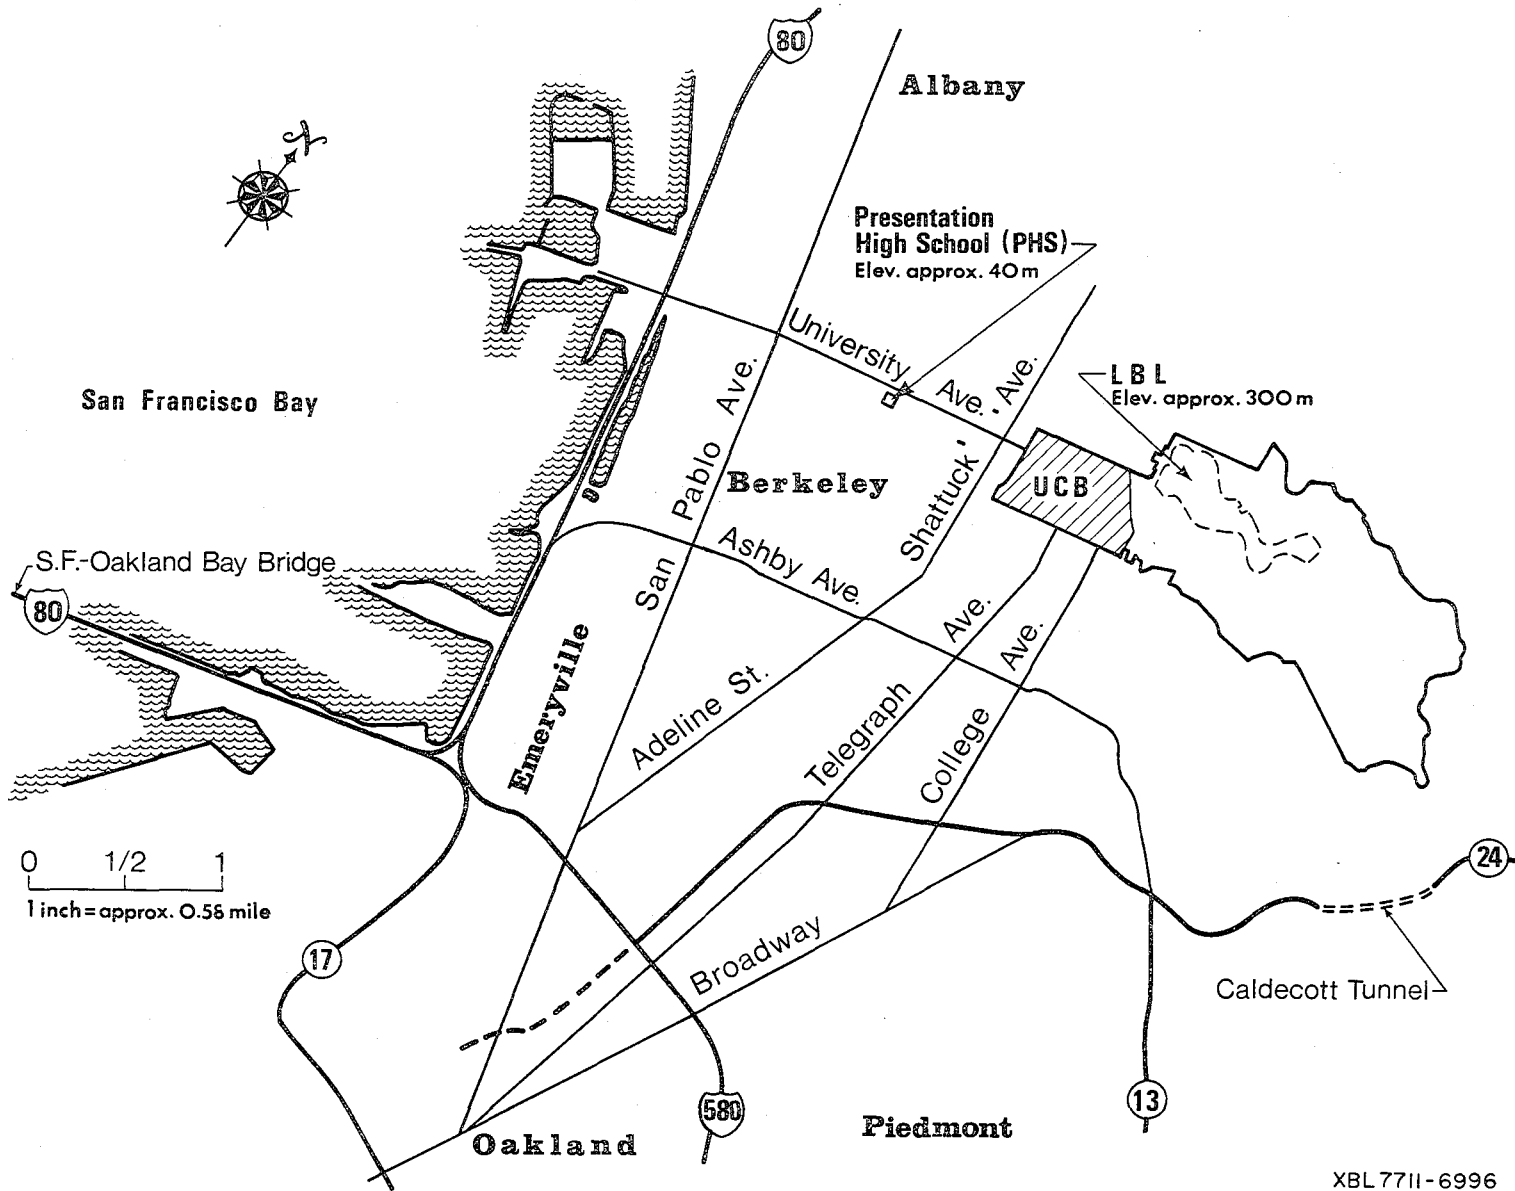 80
Albany
N
Presentation
High School (PHS)
Elev. approx. 40m
University Ave.
Shattuck Ave.
LBL
Elev. approx. 300m
San Francisco Bay
San Pablo Ave.
Berkeley
UCB
Ashby Ave.
S.F.-Oakland Bay Bridge
80
Emeryville
Adeline St.
Telegraph Ave.
College Ave.
0 1/2 1
1 inch=approx. 0.58 mile
24
17
Broadway
Caldecott Tunnel
580
13
Oakland
Piedmont
XBL 7711-6996